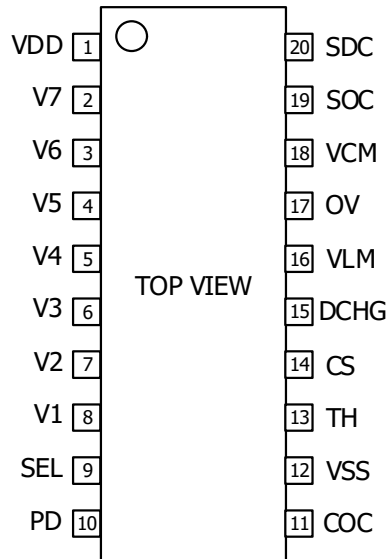 VDD 1 20 SDC
V7 2 19 SOC
V6 3 18 VCM
V5 4 17 OV
V4 5 16 VLM
TOP VIEW
V3 6 15 DCHG
V2 7 14 CS
V1 8 13 TH
SEL 9 12 VSS
PD 10 11 COC